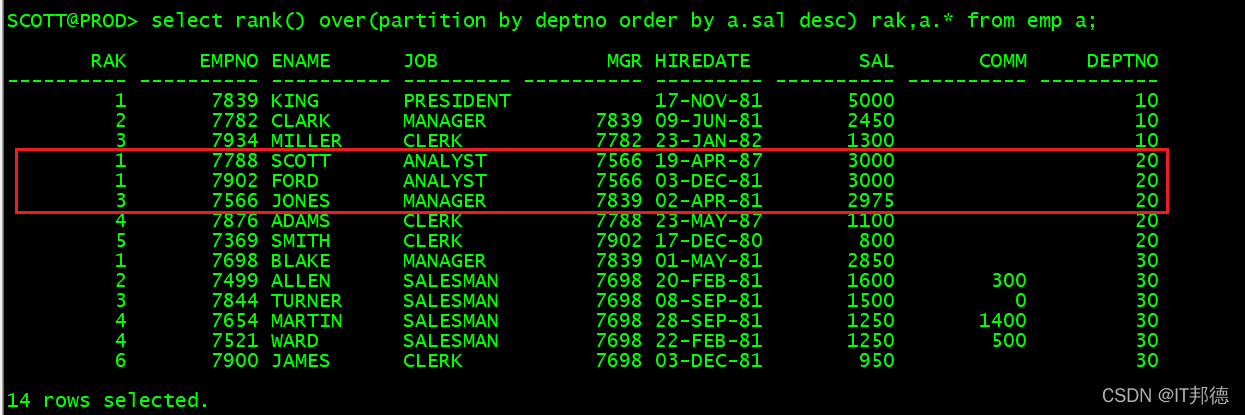 SCOTT@PROD> select rank() over(partition by deptno order by a.sal desc) rak,a.* from emp a;
RAK EMPNO ENAME JOB MGR HIREDATE SAL COMM DEPTNO
---------- ---------- ---------- --------- ---------- --------- ---------- ---------- ----------
1 7839 KING PRESIDENT 17-NOV-81 5000 10
2 7782 CLARK MANAGER 7839 09-JUN-81 2450 10
3 7934 MILLER CLERK 7782 23-JAN-82 1300 10
1 7788 SCOTT ANALYST 7566 19-APR-87 3000 20
1 7902 FORD ANALYST 7566 03-DEC-81 3000 20
3 7566 JONES MANAGER 7839 02-APR-81 2975 20
4 7876 ADAMS CLERK 7788 23-MAY-87 1100 20
5 7369 SMITH CLERK 7902 17-DEC-80 800 20
1 7698 BLAKE MANAGER 7839 01-MAY-81 2850 30
2 7499 ALLEN SALESMAN 7698 20-FEB-81 1600 300 30
3 7844 TURNER SALESMAN 7698 08-SEP-81 1500 0 30
4 7654 MARTIN SALESMAN 7698 28-SEP-81 1250 1400 30
4 7521 WARD SALESMAN 7698 22-FEB-81 1250 500 30
6 7900 JAMES CLERK 7698 03-DEC-81 950 30
14 rows selected.
CSDN @IT邦德